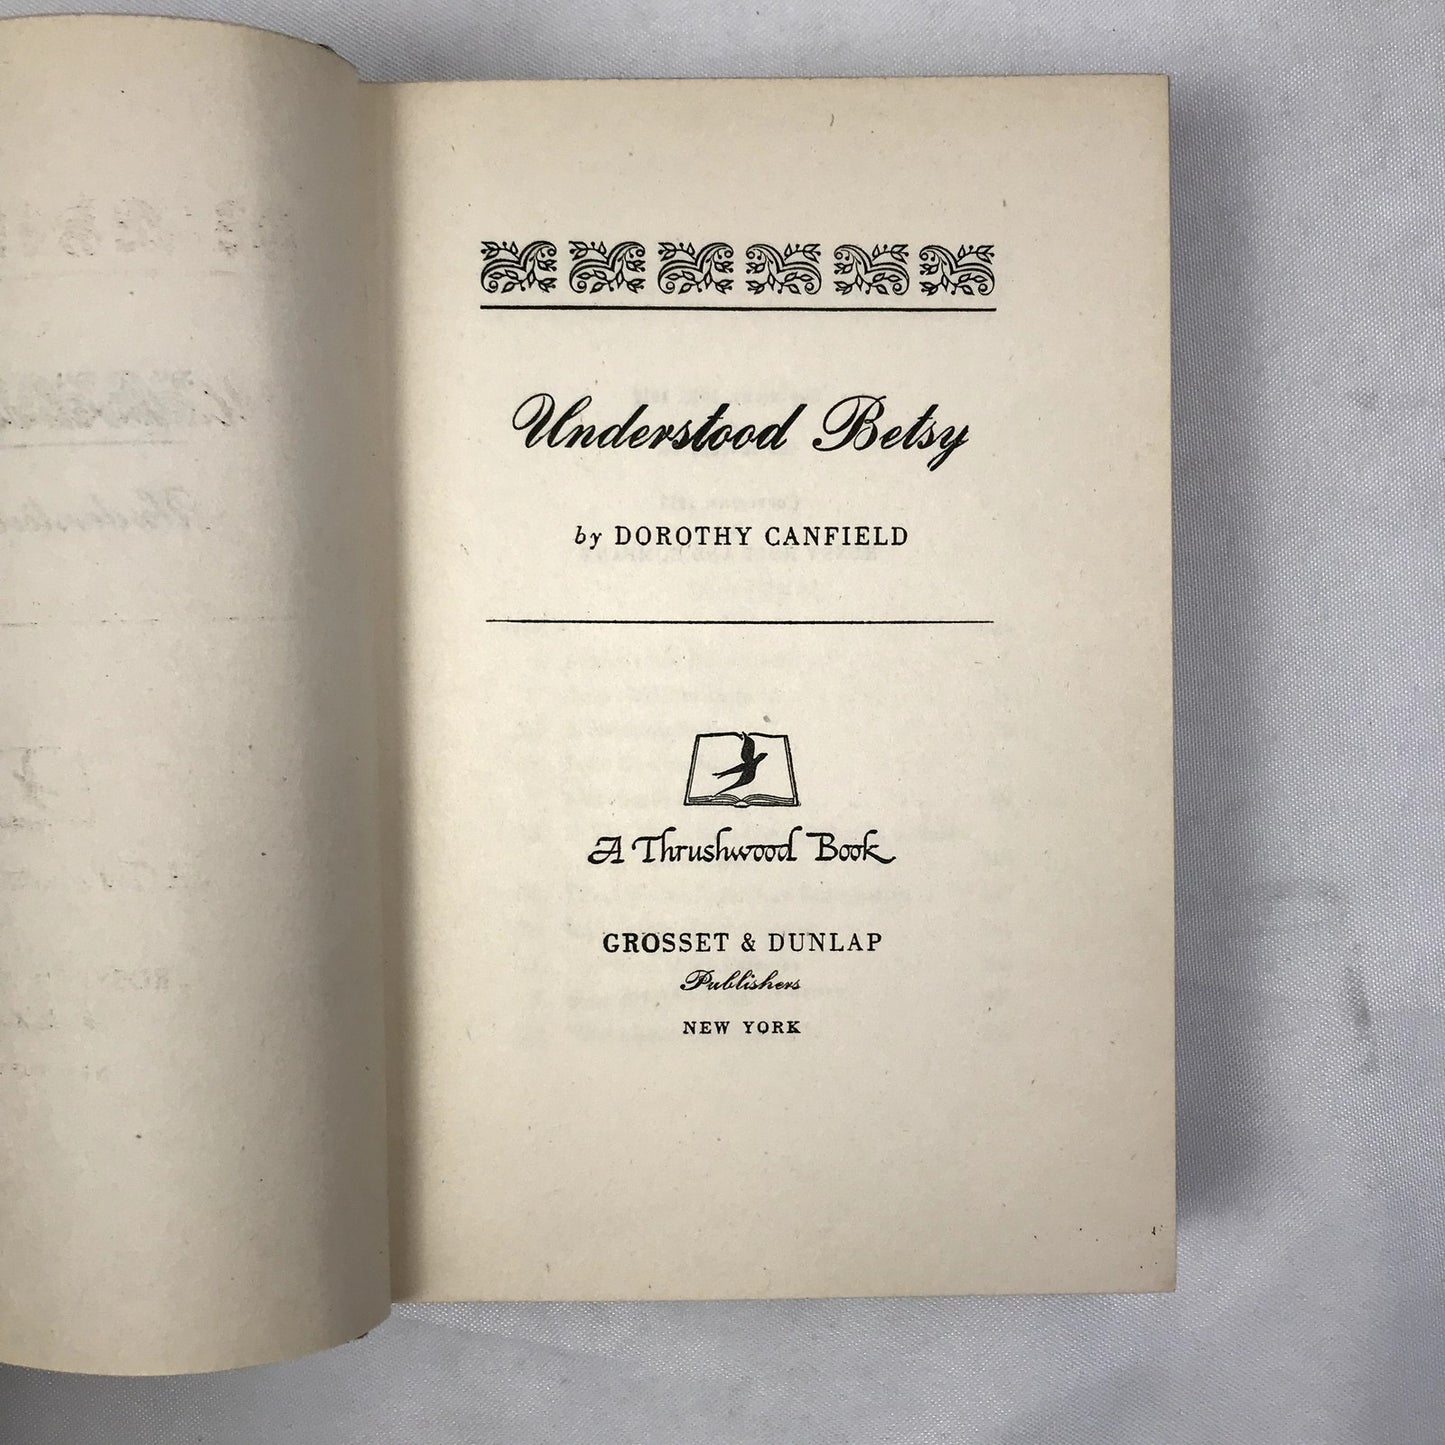 Understood Betsy
by DOROTHY CANFIELD
A Thrushwood Book
GROSSET & DUNLAP
Publishers
NEW YORK